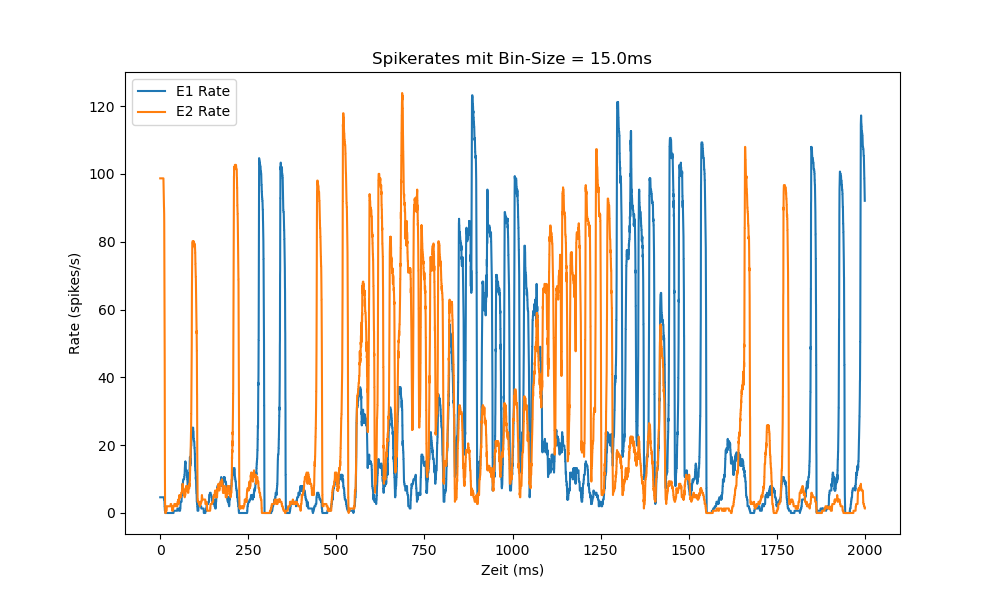 Spikerates mit Bin-Size = 15.0ms
E1 Rate
E2 Rate
120
100
80
60
40
20
0
Rate (spikes/s)
0 250 500 750 1000 1250 1500 1750 2000
Zeit (ms)